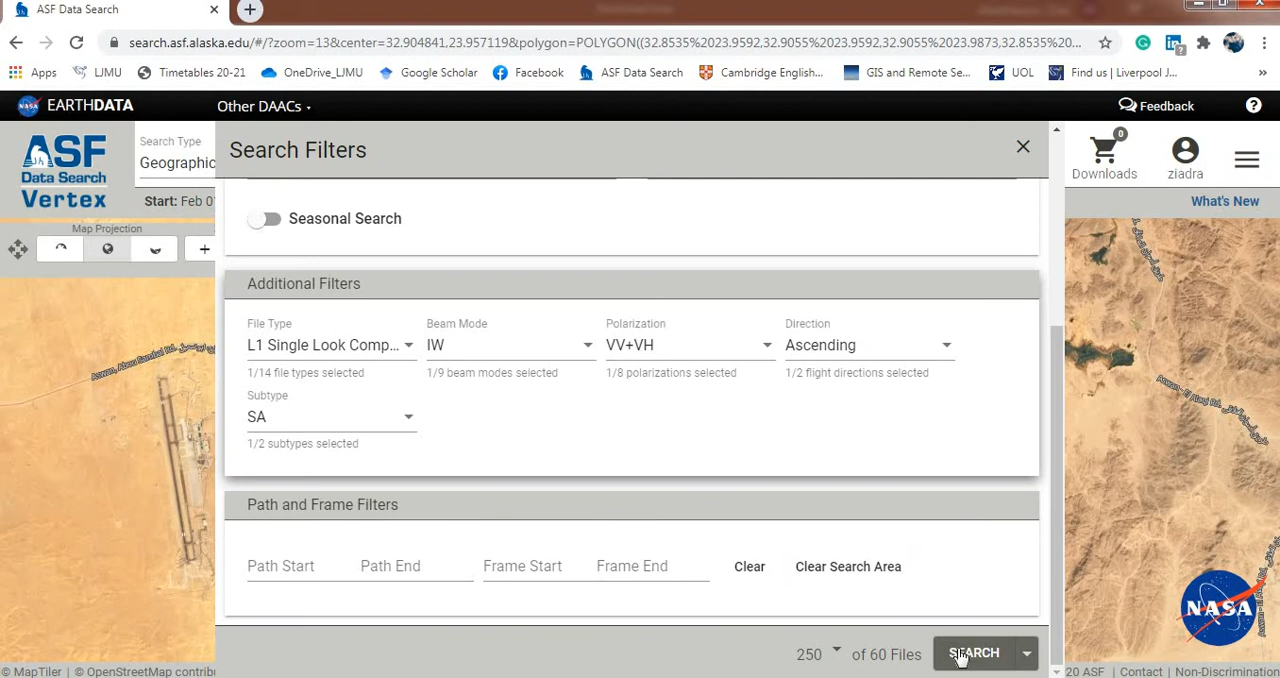 ASF Data Search
search.asf.alaska.edu/#/?zoom=13&center=32.904841,23.957119&polygon=POLYGON((32.8535%2023.9592,32.9055%2023.9592,32.9055%2023.9873,32.8535%20...
Apps LJMU Timetables 20-21 OneDrive_LJMU Google Scholar Facebook ASF Data Search Cambridge English,... GIS and Remote Se... UOL Find us | Liverpool J...
NASA EARTHDATA Other DAACs Feedback
ASF
Data Search
Vertex
Search Type
Geographic
Start: Feb 0
Search Filters
0
Downloads
ziadra
What's New
Map Projection
Seasonal Search
Additional Filters
File Type Beam Mode Polarization Direction
L1 Single Look Comp... IW VV+VH Ascending
1/14 file types selected 1/9 beam modes selected 1/8 polarizations selected 1/2 flight directions selected
Subtype
SA
1/2 subtypes selected
Path and Frame Filters
Path Start Path End Frame Start Frame End Clear Clear Search Area
250 of 60 Files SEARCH
NASA
© MapTiler | © OpenStreetMap contribu
20 ASF | Contact | Non-Discrimination